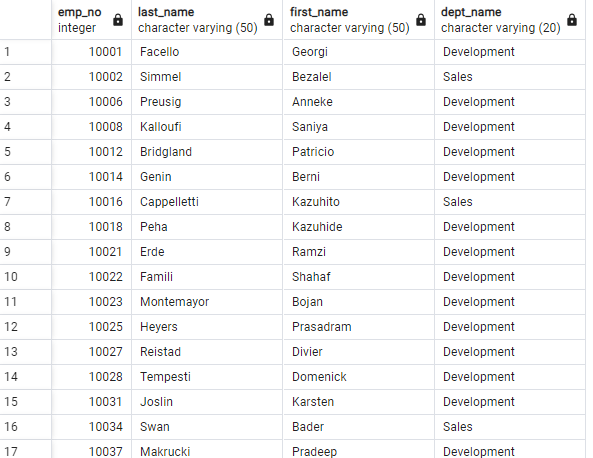 emp_no last_name first_name dept_name
integer character varying (50) character varying (50) character varying (20)
1 10001 Facello Georgi Development
2 10002 Simmel Bezalel Sales
3 10006 Preusig Anneke Development
4 10008 Kalloufi Saniya Development
5 10012 Bridgland Patricio Development
6 10014 Genin Berni Development
7 10016 Cappelletti Kazuhito Sales
8 10018 Peha Kazuhide Development
9 10021 Erde Ramzi Development
10 10022 Famili Shahaf Development
11 10023 Montemayor Bojan Development
12 10025 Heyers Prasadram Development
13 10027 Reistad Divier Development
14 10028 Tempesti Domenick Development
15 10031 Joslin Karsten Development
16 10034 Swan Bader Sales
17 10037 Makrucki Pradeep Development